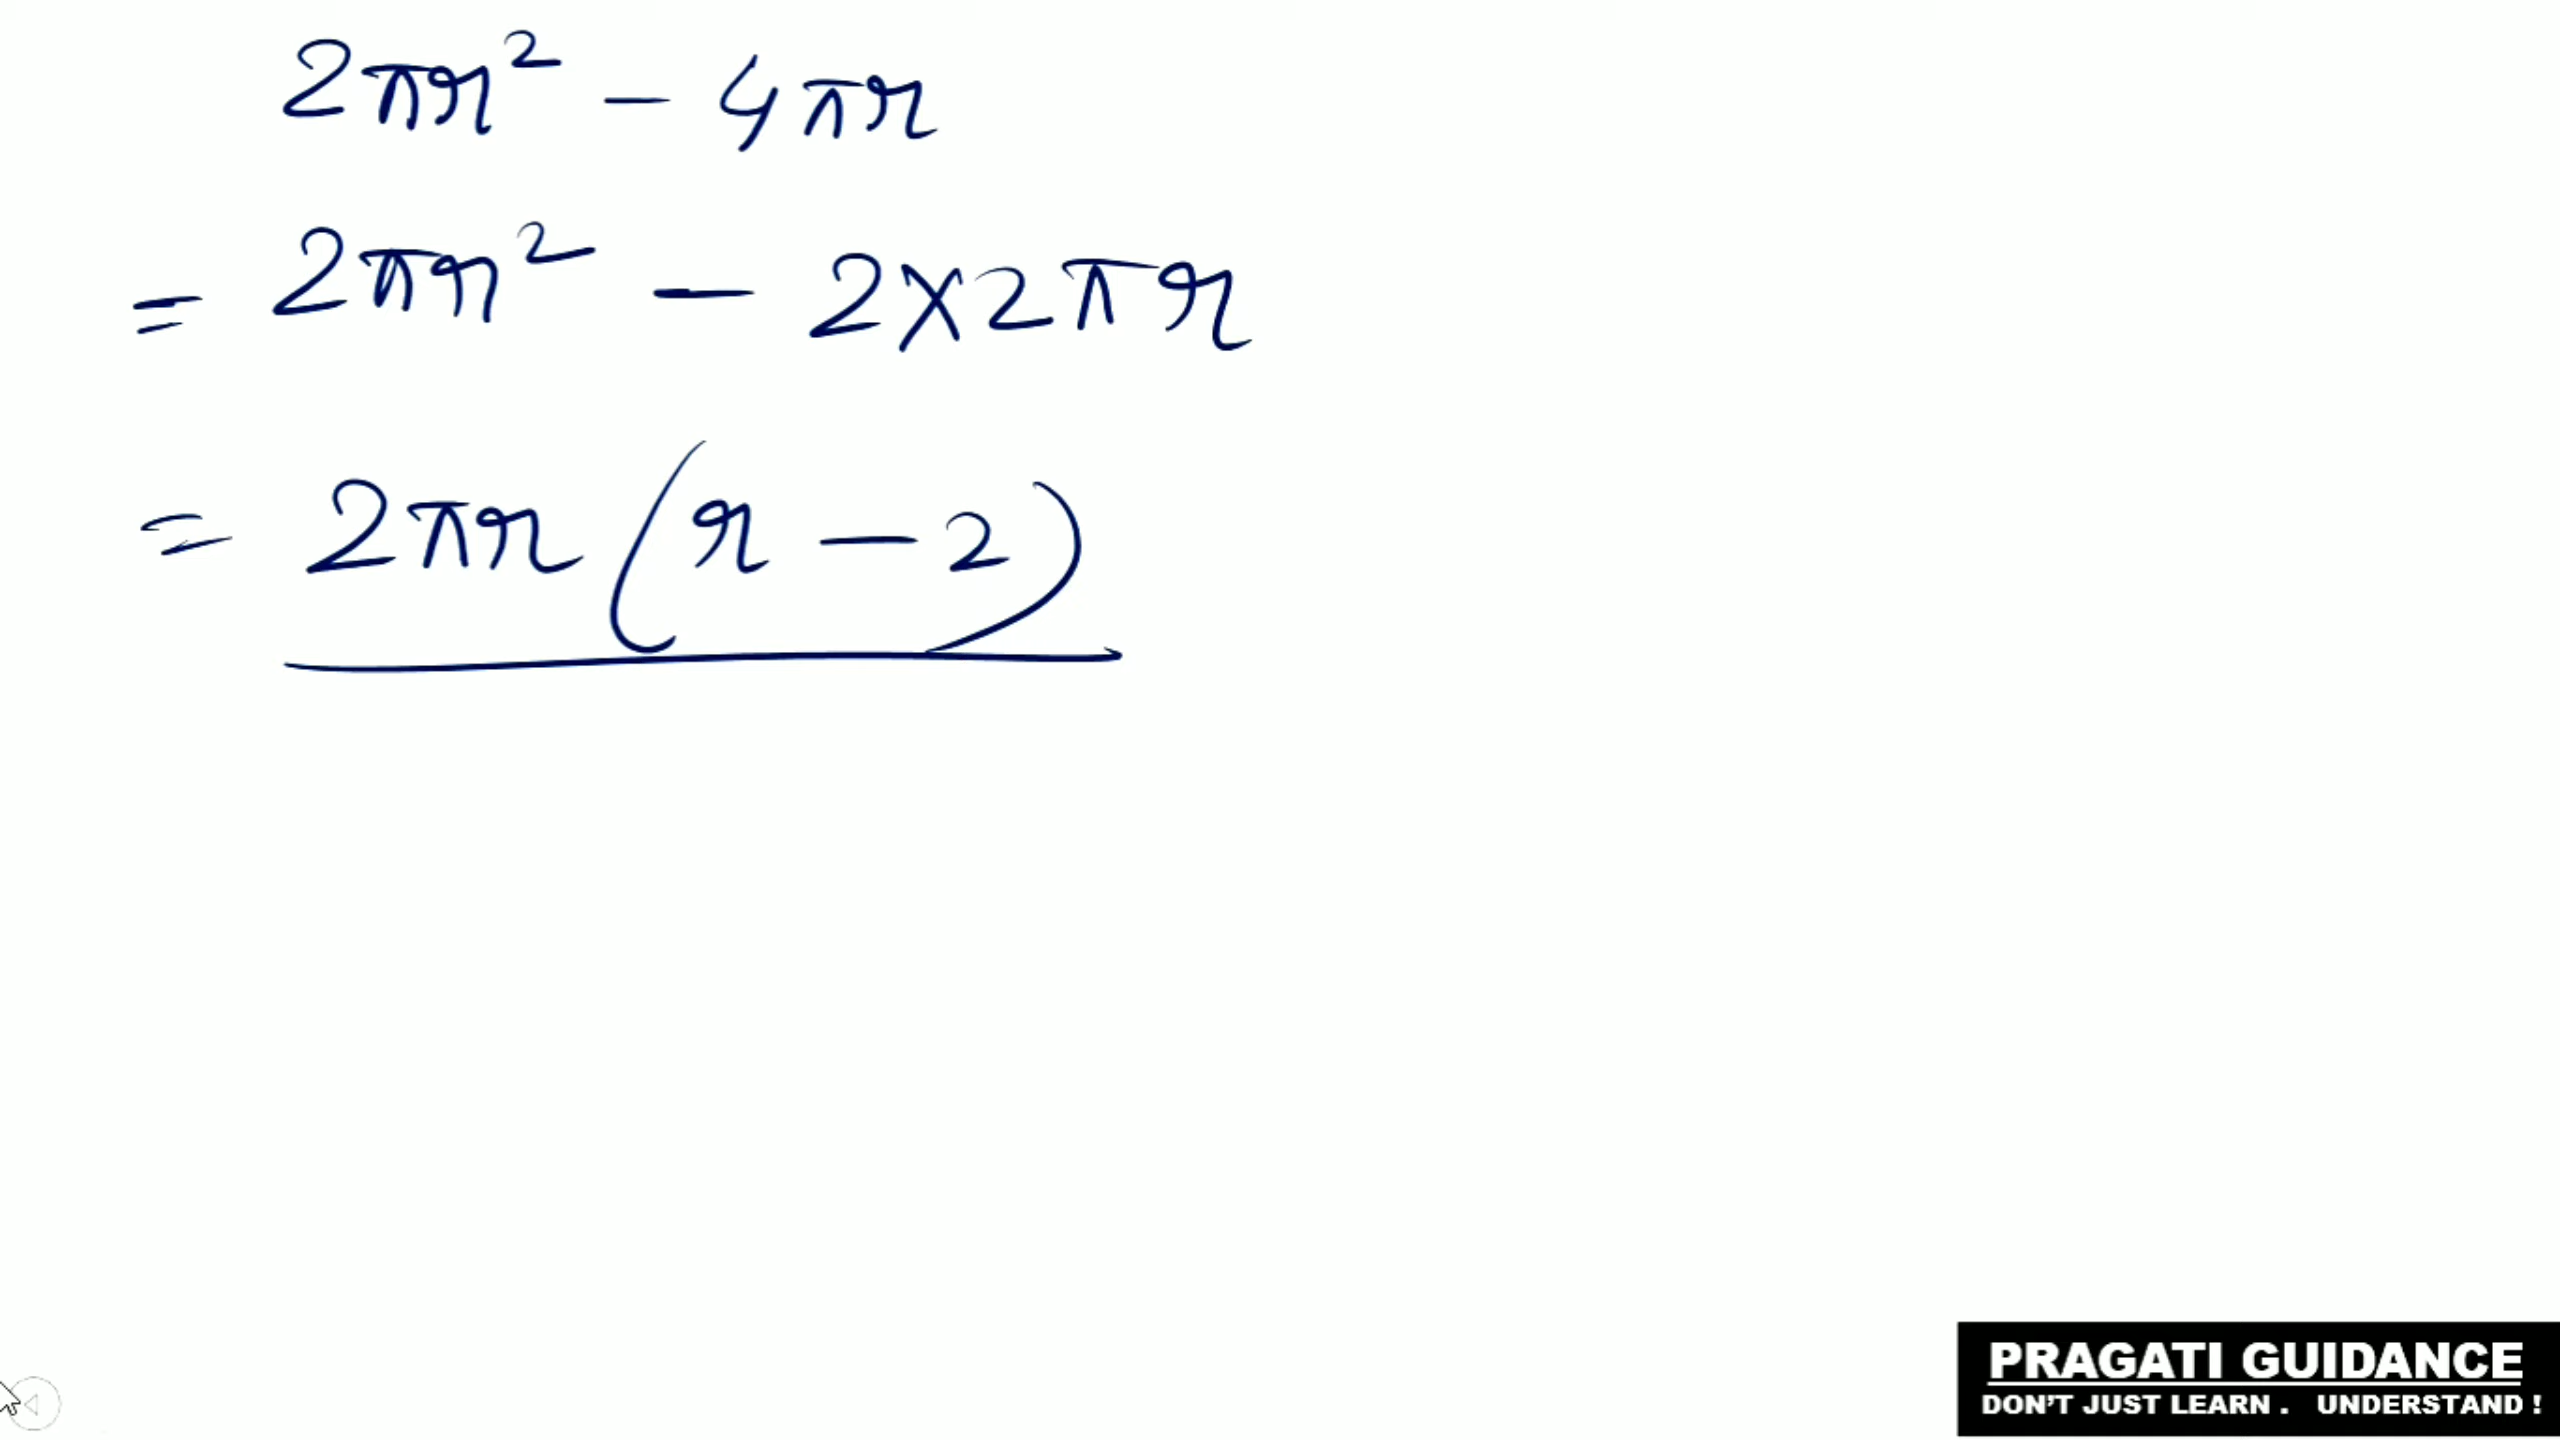 2πr² − 4πr
= 2πr² − 2×2πr
= 2πr(r − 2)
PRAGATI GUIDANCE
DON'T JUST LEARN . UNDERSTAND !